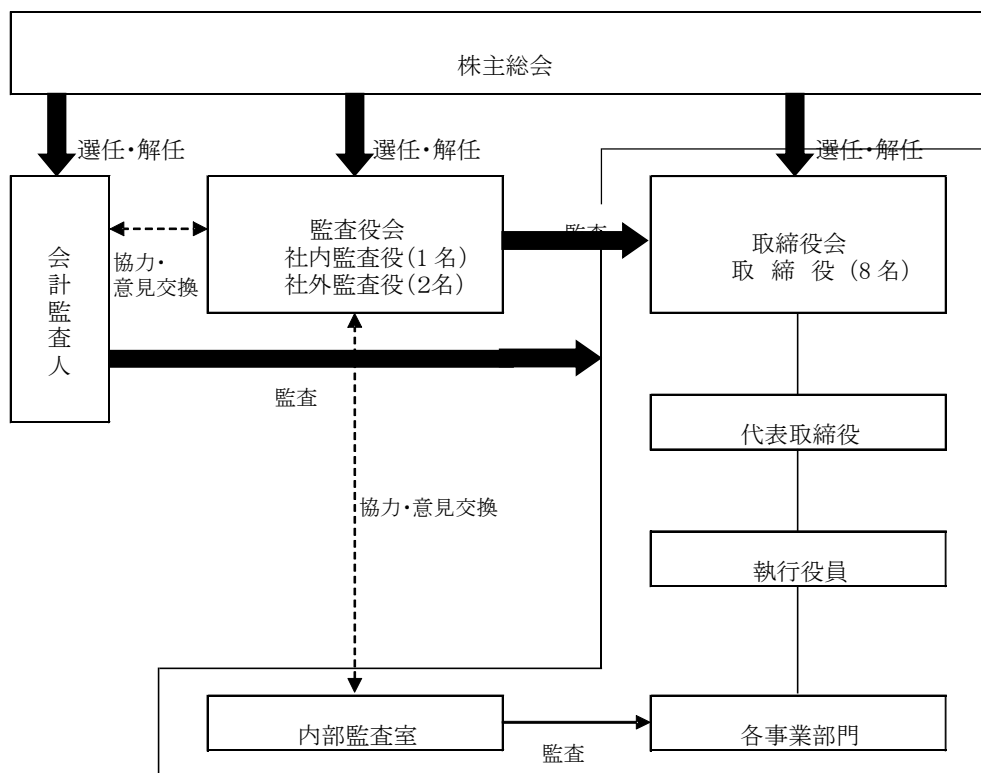 株主総会
選任・解任
選任・解任
選任・解任
会計監査人
協力・
意見交換
監査役会
社内監査役(1名)
社外監査役(2名)
監査
取締役会
取 締 役 (8名)
監査
代表取締役
協力・意見交換
執行役員
内部監査室
監査
各事業部門